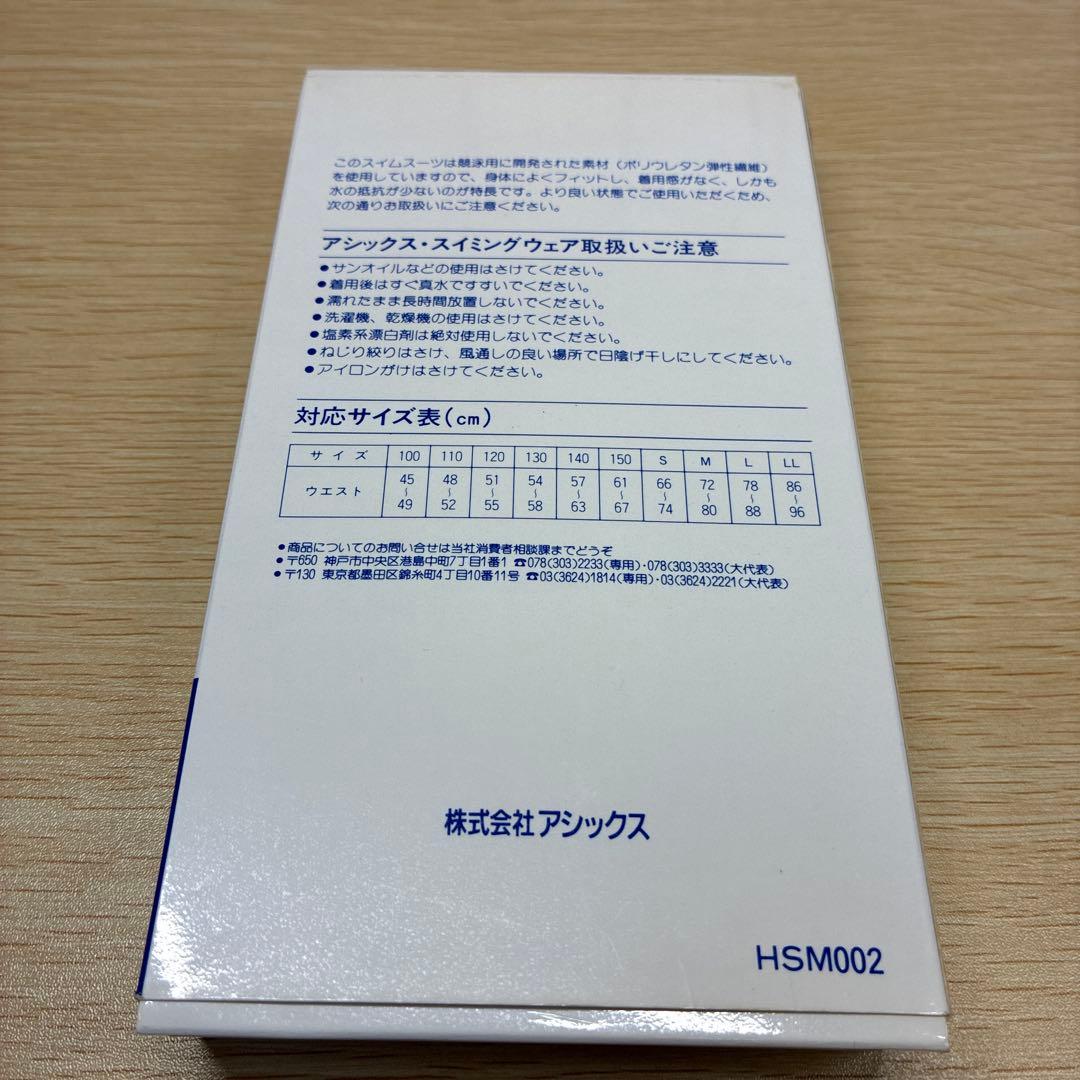 このスイムスーツは競泳用に開発された素材（ポリウレタン弾性繊維）
を使用していますので、身体によくフィットし、着用感がなく、しかも
水の抵抗が少ないのが特長です。より良い状態でご使用いただくため、
次の通りお取扱いにご注意ください。
アシックス・スイミングウェア取扱いご注意
●サンオイルなどの使用はさけてください。
●着用後はすぐ真水ですすいでください。
●濡れたまま長時間放置しないでください。
●洗濯機、乾燥機の使用はさけてください。
●塩素系漂白剤は絶対使用しないでください。
●ねじり絞りはさけ、風通しの良い場所で日陰げ干しにしてください。
●アイロンがけはさけてください。
対応サイズ表(cm)
サイズ 100 110 120 130 140 150 S M L LL
ウエスト 45〜49 48〜52 51〜55 54〜58 57〜63 61〜67 66〜74 72〜80 78〜88 86〜96
●商品についてのお問い合せは当社消費者相談課までどうぞ
●〒650 神戸市中央区港島中町7丁目1番1 ☎078(303)2233(専用)・078(303)3333(大代表)
●〒130 東京都墨田区錦糸町4丁目10番11号 ☎03(3624)1814(専用)・03(3624)2221(大代表)
株式会社アシックス
HSM002